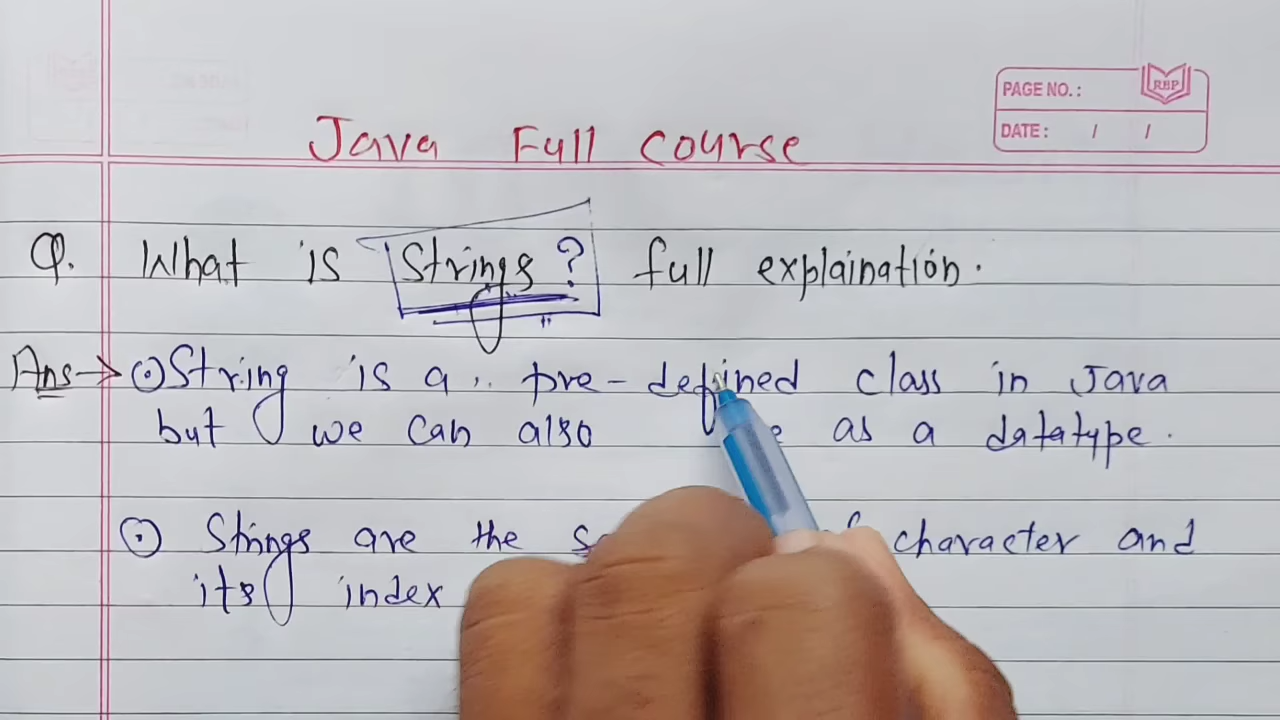 RBP
PAGE NO. :
DATE : / /
Java Full course
Q. What is Strings? full explaination.
Ans → ⊙ String is a pre-defined class in Java
but we can also as a datatype.
⊙ Strings are the character and
its index